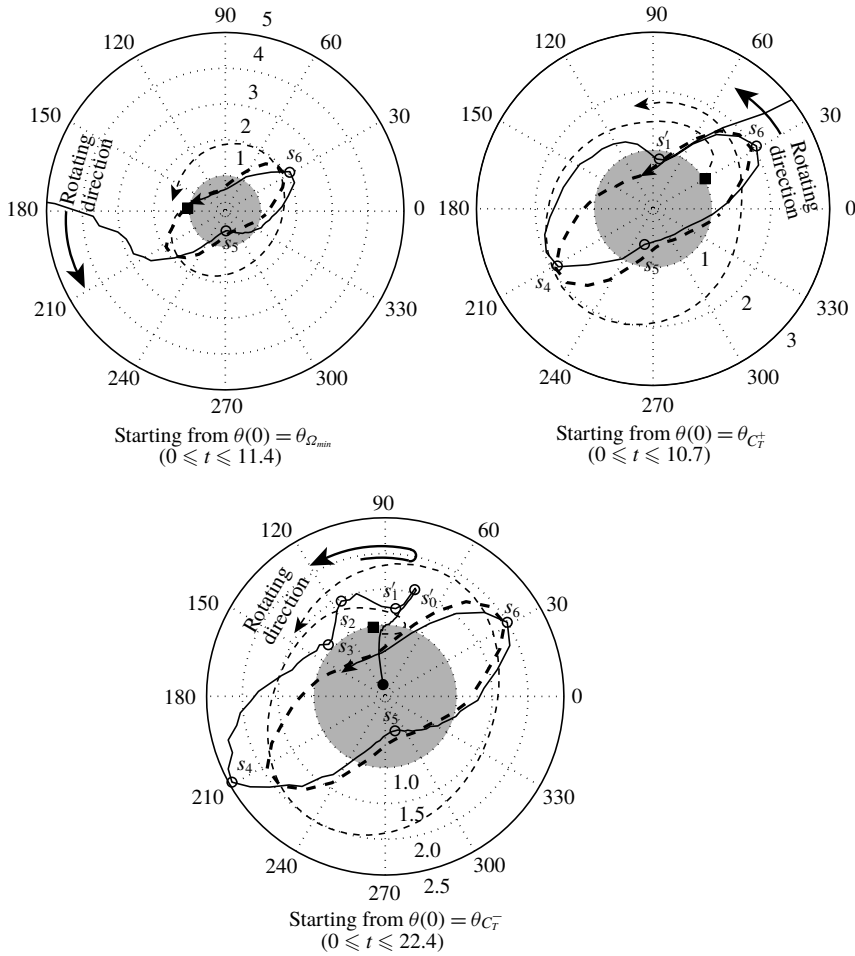 90
5
120
60
4
3
150
30
2
s6
1
Rotating
direction
180
0
s5
210
330
240
300
270
Starting from θ(0) = θΩmin
(0 ⩽ t ⩽ 11.4)
90
120
60
150
30
s′1
s6
Rotating
direction
180
0
s5
1
s4
2
210
330
3
240
300
270
Starting from θ(0) = θC_T^+
(0 ⩽ t ⩽ 10.7)
90
120
60
Rotating
direction
150
30
s′1
s′0
s2
s6
s3
180
0
s5
s4
1.0
210
330
1.5
2.0
240
300
2.5
270
Starting from θ(0) = θC_T^−
(0 ⩽ t ⩽ 22.4)